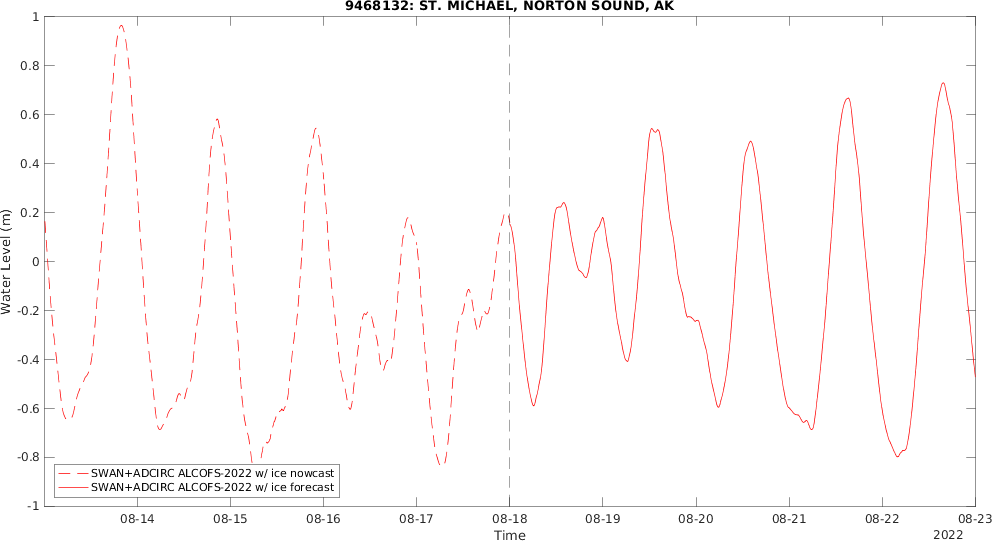 9468132: ST. MICHAEL, NORTON SOUND, AK
1
0.8
0.6
0.4
0.2
0
-0.2
-0.4
-0.6
-0.8
-1
Water Level (m)
SWAN+ADCIRC ALCOFS-2022 w/ ice nowcast
SWAN+ADCIRC ALCOFS-2022 w/ ice forecast
08-14 08-15 08-16 08-17 08-18 08-19 08-20 08-21 08-22 08-23
Time
2022